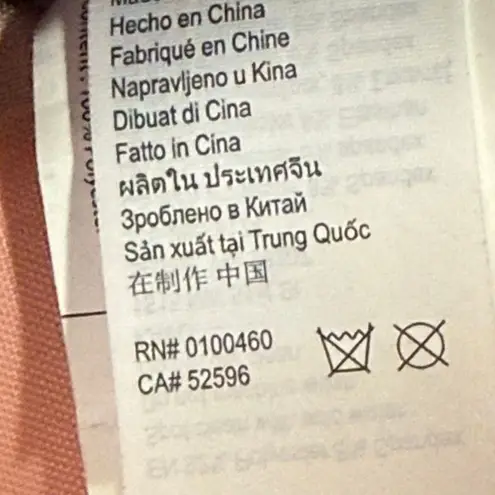 Hecho en China
Fabriqué en Chine
Napravljeno u Kina
Dibuat di Cina
Fatto in Cina
ผลิตใน ประเทศจีน
Зроблено в Китай
Sản xuất tại Trung Quốc
在制作 中国
RN# 0100460
CA# 52596